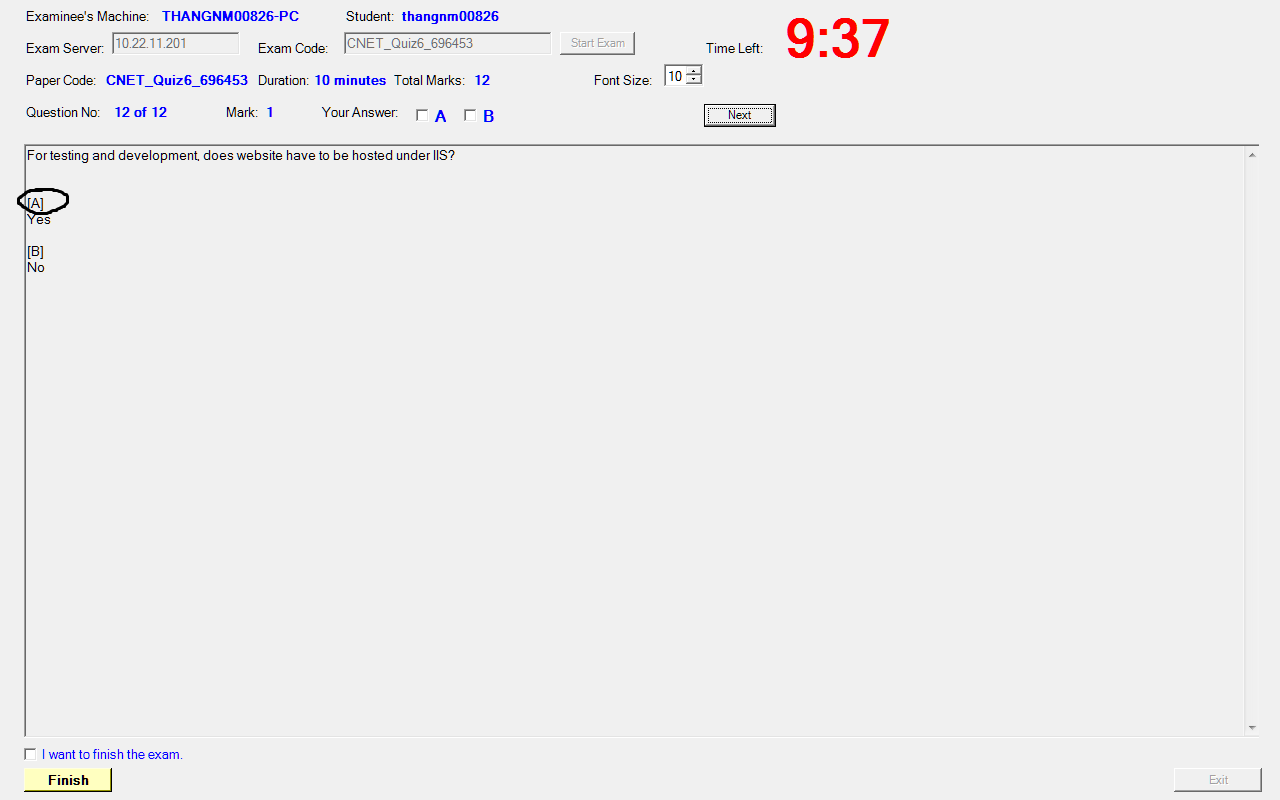 Examinee's Machine: THANGNM00826-PC Student: thangnm00826
Exam Server: 10.22.11.201 Exam Code: CNET_Quiz6_696453 Start Exam Time Left: 9:37
Paper Code: CNET_Quiz6_696453 Duration: 10 minutes Total Marks: 12 Font Size: 10
Question No: 12 of 12 Mark: 1 Your Answer: A B Next
For testing and development, does website have to be hosted under IIS?
[A]
Yes
[B]
No
I want to finish the exam.
Finish Exit